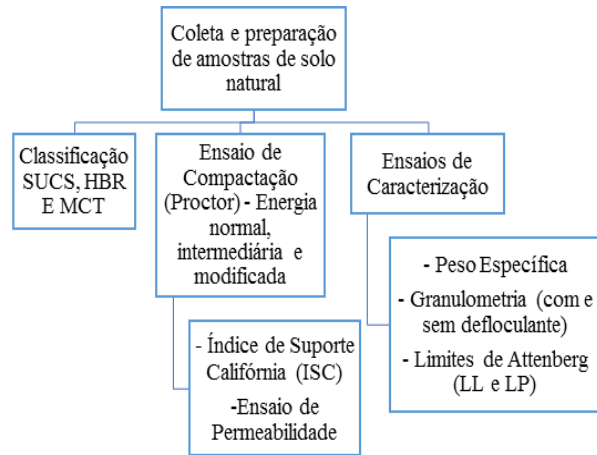 Coleta e preparação
de amostras de solo
natural
Classificação
SUCS, HBR
E MCT
Ensaio de
Compactação
(Proctor) - Energia
normal,
intermediária e
modificada
Ensaios de
Caracterização
- Índice de Suporte
Califórnia (ISC)
-Ensaio de
Permeabilidade
- Peso Específica
- Granulometria (com e
sem defloculante)
- Limites de Attenberg
(LL e LP)